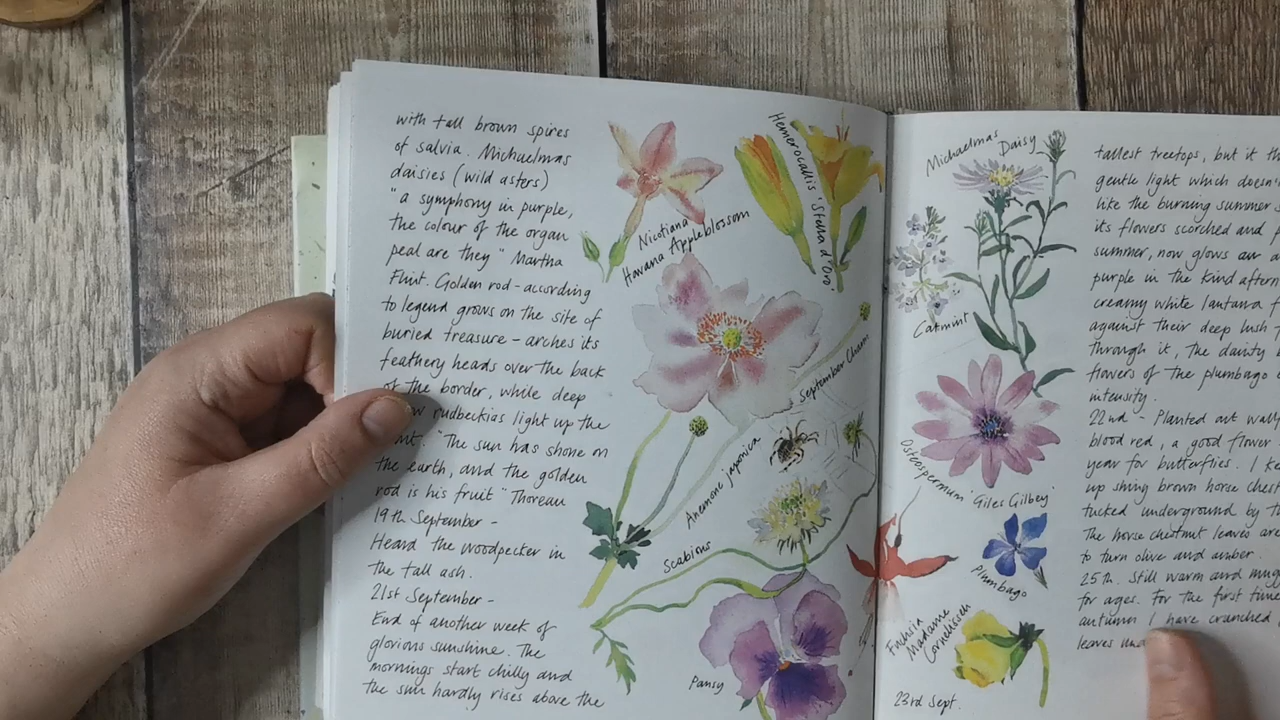 with tall brown spires
of salvia. Michaelmas
daisies (wild asters)
"a symphony in purple,
the colour of the organ
peal are they" Martha
Flint. Golden rod - according
to legend grows on the site of
buried treasure - arches its
feathery heads over the back
of the border, while deep
rudbeckias light up the
"The sun has shone on
the earth, and the golden
rod is his fruit" Thoreau
19th September -
Heard the woodpecker in
the tall ash.
21st September -
End of another week of
glorious sunshine. The
mornings start chilly and
the sun hardly rises above the
Nicotiana
Havana Appleblossom
Hemerocallis 'Stella d'Oro'
September Charm
Anemone japonica
Scabious
Pansy
Michaelmas Daisy
Catmint
Osteospermum 'Giles Gilbey'
Plumbago
Fuchsia
Madame
Cornelissen
23rd Sept.
tallest treetops, but it
gentle light which doesn't
like the burning summer
its flowers scorched and
summer, now glows an
purple in the kind
creamy white lantana
against their deep lush
through it, the dainty
flowers of the plumbago
intensity.
22nd - Planted out
blood red, a good flower
year for butterflies. I
up shiny brown horse
tucked underground by
The horse chestnut leaves are
to turn olive and amber.
25th. Still warm and
for ages. For the first time
autumn I have crunched
leaves